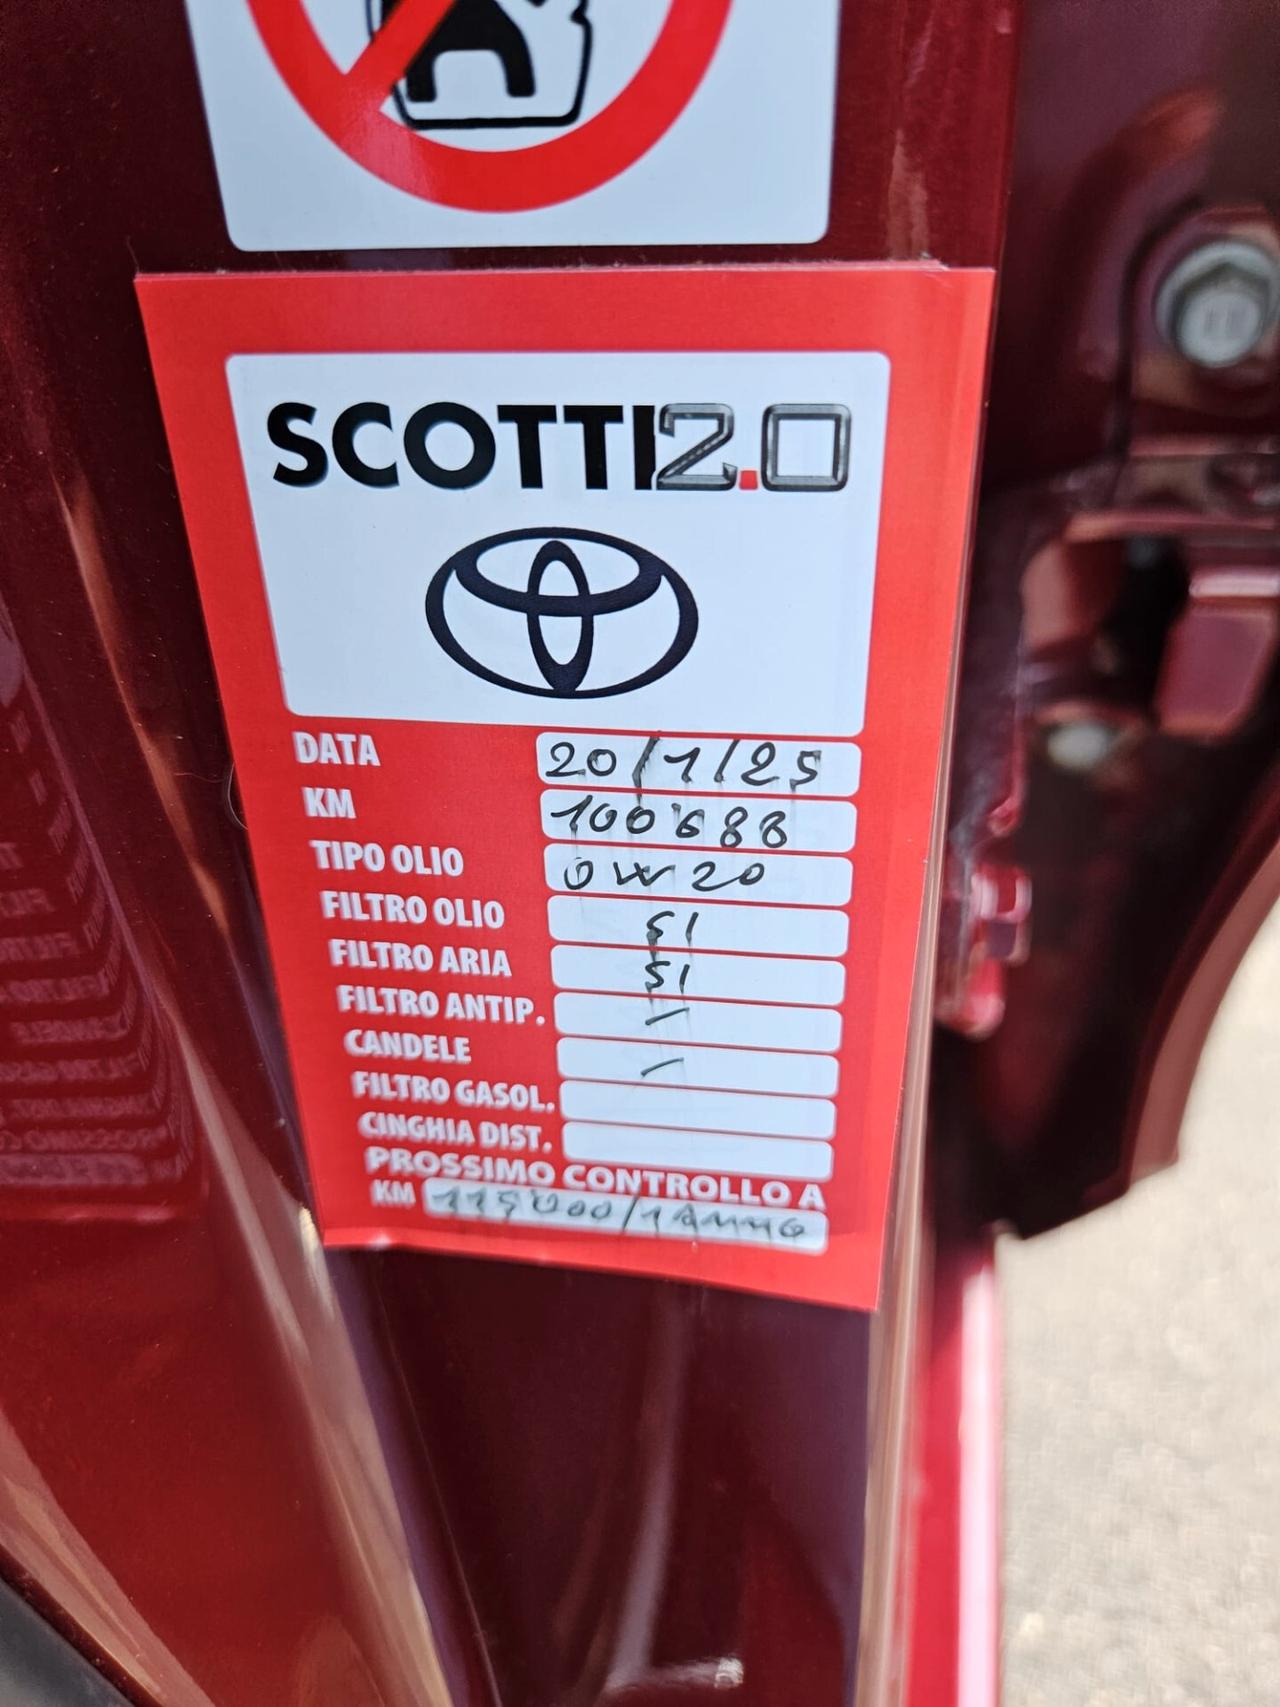 SCOTTI2.0
DATA 20/1/25
KM 100688
TIPO OLIO 0W20
FILTRO OLIO SI
FILTRO ARIA SI
FILTRO ANTIP. /
CANDELE /
FILTRO GASOL.
CINGHIA DIST.
PROSSIMO CONTROLLO A
KM 115000/1ANNO